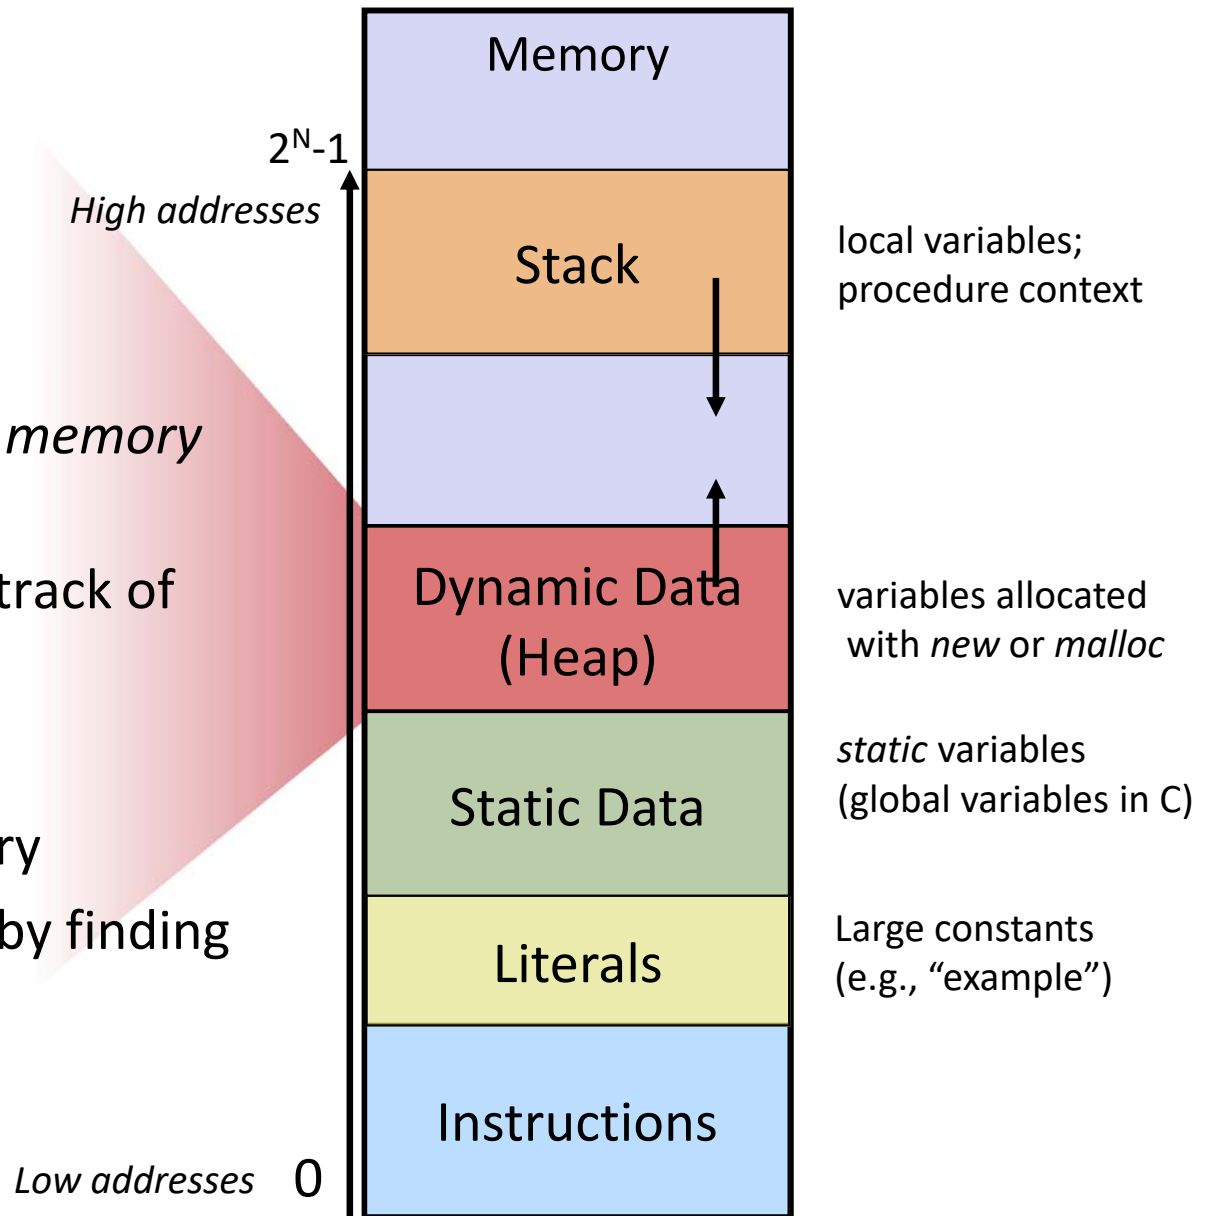 Memory
2ᴺ-1
High addresses
Stack
local variables;
procedure context
memory
track of
Dynamic Data
(Heap)
variables allocated
with new or malloc
static variables
(global variables in C)
Static Data
ry
by finding
Literals
Large constants
(e.g., “example”)
Instructions
Low addresses 0